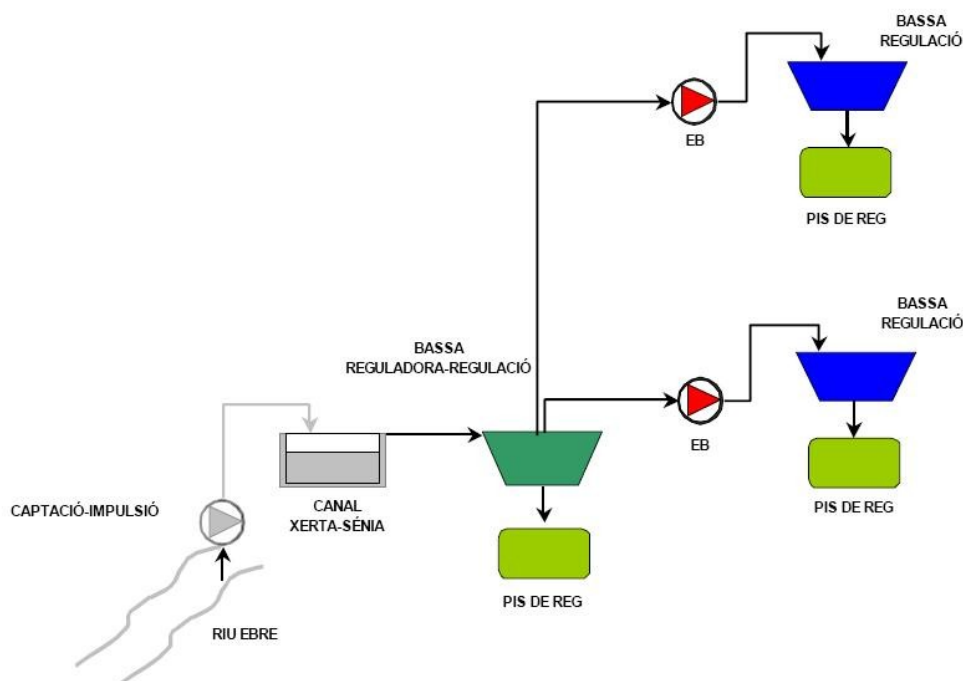 BASSA
REGULACIÓ
EB
PIS DE REG
BASSA
REGULACIÓ
BASSA
REGULADORA-REGULACIÓ
EB
PIS DE REG
CANAL
XERTA-SÉNIA
CAPTACIÓ-IMPULSIÓ
PIS DE REG
RIU EBRE